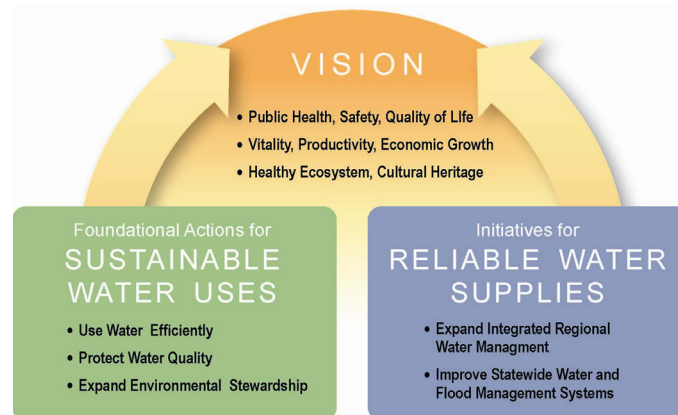 VISION
• Public Health, Safety, Quality of LIfe
• Vitality, Productivity, Economic Growth
• Healthy Ecosystem, Cultural Heritage
Foundational Actions for
SUSTAINABLE
WATER USES
• Use Water Efficiently
• Protect Water Quality
• Expand Environmental Stewardship
Initiatives for
RELIABLE WATER
SUPPLIES
• Expand Integrated Regional
Water Managment
• Improve Statewide Water and
Flood Management Systems